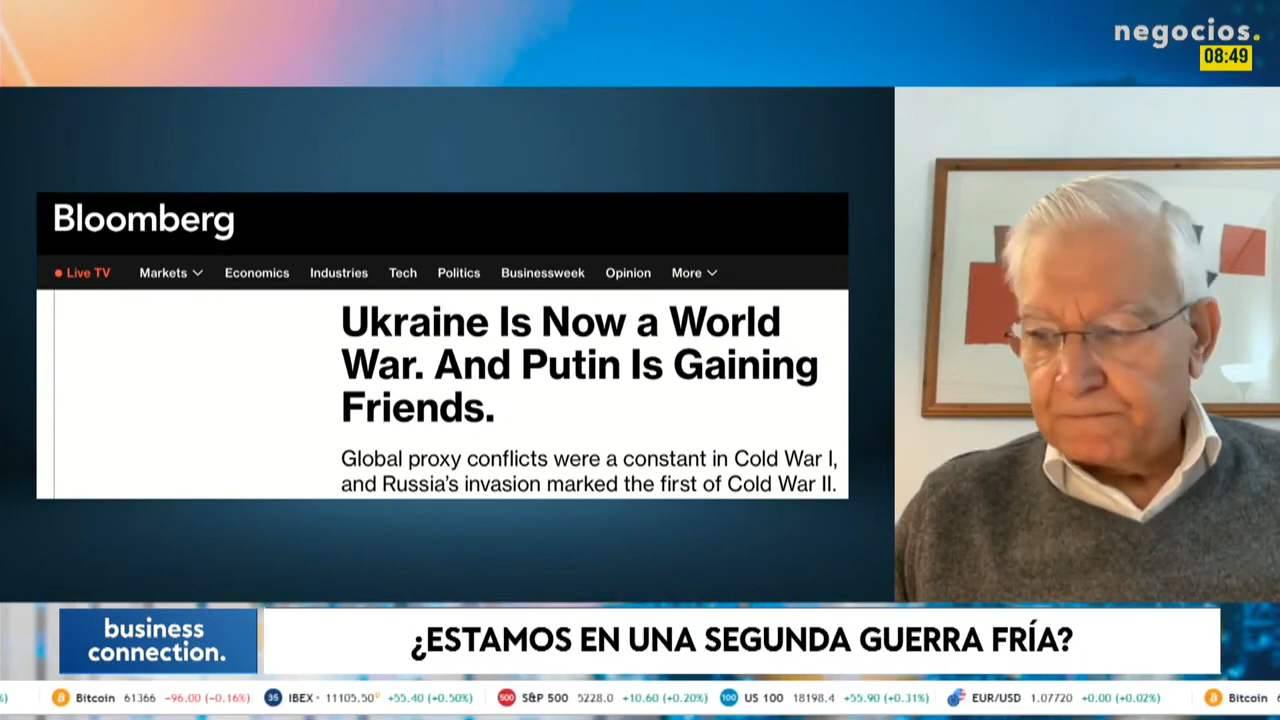 negocios.
08:49
Bloomberg
Live TV Markets Economics Industries Tech Politics Businessweek Opinion More
Ukraine Is Now a World
War. And Putin Is Gaining
Friends.
Global proxy conflicts were a constant in Cold War I,
and Russia's invasion marked the first of Cold War II.
business
connection.
¿ESTAMOS EN UNA SEGUNDA GUERRA FRÍA?
%) Bitcoin 61366 -96.00 (-0.16%) 35 IBEX 11105.50 +55.40 (+0.50%) 500 S&P 500 5228.0 +10.60 (+0.20%) 100 US 100 18198.4 +55.90 (+0.31%) EUR/USD 1.07720 +0.00 (+0.02%) Bitcoin